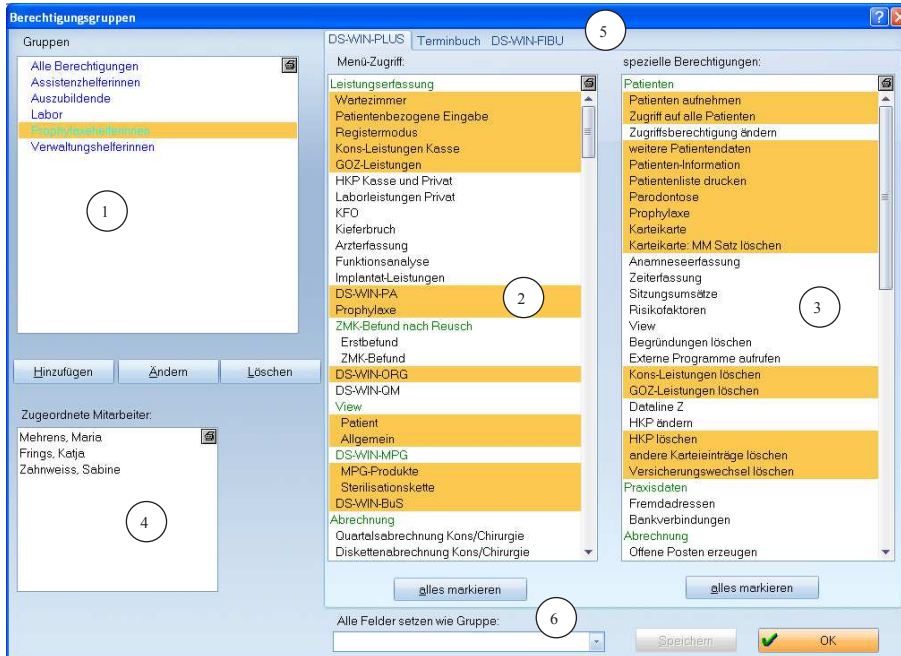 Berechtigungsgruppen
Gruppen
Alle Berechtigungen
Assistenzhelferinnen
Auszubildende
Labor
Prophylaxehelferinnen
Verwaltungshelferinnen
1
Hinzufügen Ändern Löschen
Zugeordnete Mitarbeiter:
Mehrens, Maria
Frings, Katja
Zahnweiss, Sabine
4
DS-WIN-PLUS Terminbuch DS-WIN-FIBU
5
Menü-Zugriff:
Leistungserfassung
Wartezimmer
Patientenbezogene Eingabe
Registermodus
Kons-Leistungen Kasse
GOZ-Leistungen
HKP Kasse und Privat
Laborleistungen Privat
KFO
Kieferbruch
Arzterfassung
Funktionsanalyse
Implantat-Leistungen
DS-WIN-PA
Prophylaxe
2
ZMK-Befund nach Reusch
Erstbefund
ZMK-Befund
DS-WIN-ORG
DS-WIN-QM
View
Patient
Allgemein
DS-WIN-MPG
MPG-Produkte
Sterilisationskette
DS-WIN-BuS
Abrechnung
Quartalsabrechnung Kons/Chirurgie
Diskettenabrechnung Kons/Chirurgie
alles markieren
spezielle Berechtigungen:
Patienten
Patienten aufnehmen
Zugriff auf alle Patienten
Zugriffsberechtigung ändern
weitere Patientendaten
Patienten-Information
Patientenliste drucken
Parodontose
Prophylaxe
Karteikarte
Karteikarte: MM Satz löschen
Anamneseerfassung
Zeiterfassung
Sitzungsumsätze
Risikofaktoren
3
View
Begründungen löschen
Externe Programme aufrufen
Kons-Leistungen löschen
GOZ-Leistungen löschen
Dataline Z
HKP ändern
HKP löschen
andere Karteieinträge löschen
Versicherungswechsel löschen
Praxisdaten
Fremdadressen
Bankverbindungen
Abrechnung
Offene Posten erzeugen
alles markieren
Alle Felder setzen wie Gruppe:
6
Speichern OK